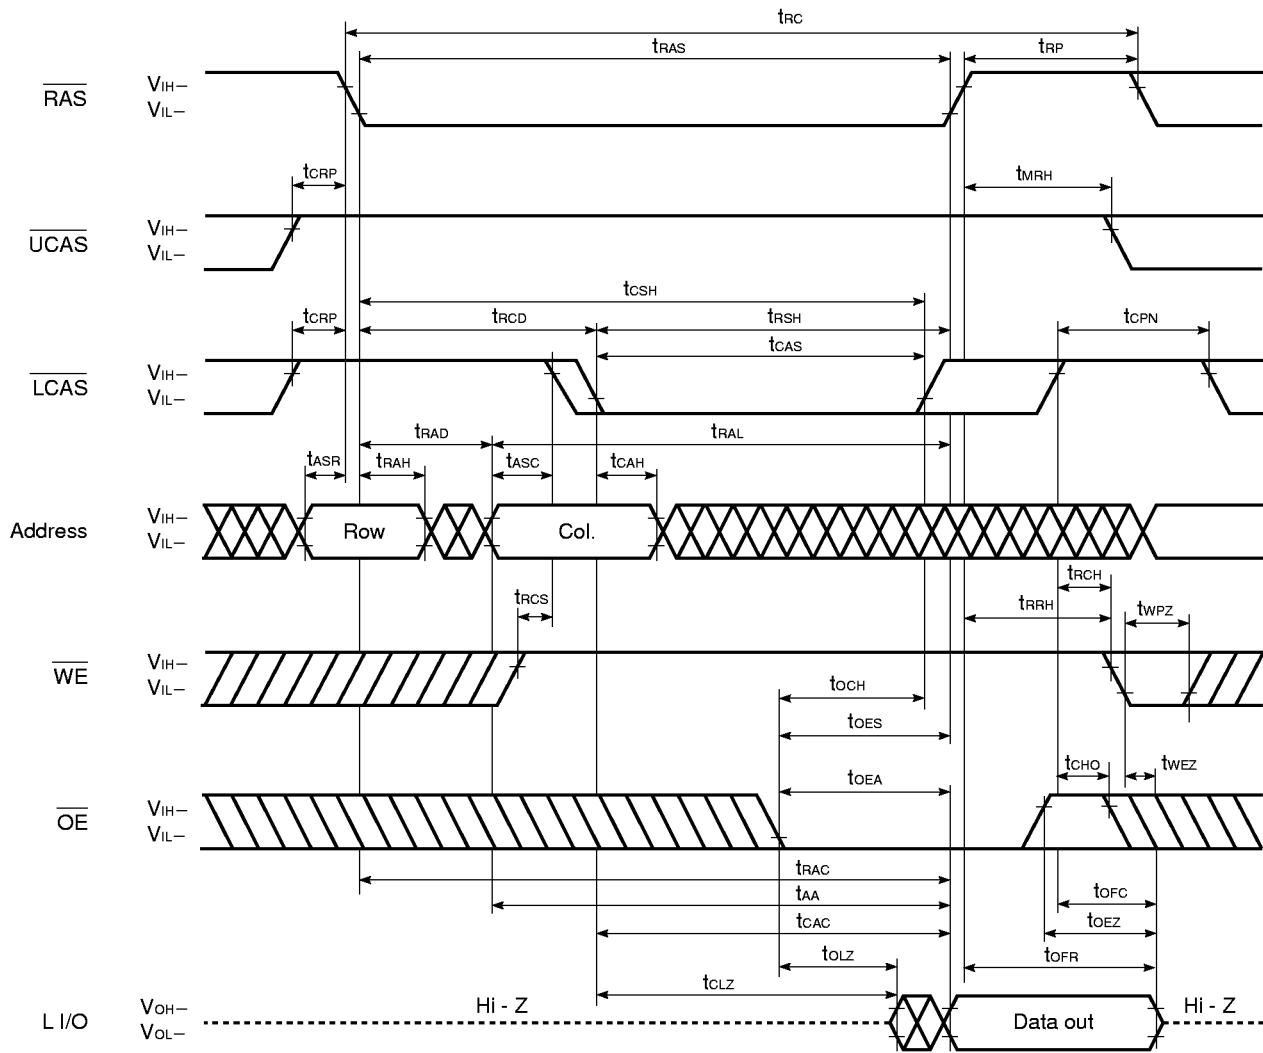 tRC
tRAS tRP
RAS VIH– VIL–
tCRP tMRH
UCAS VIH– VIL–
tCSH
tCRP tRCD tRSH tCPN
tCAS
LCAS VIH– VIL–
tRAD tRAL
tASR tRAH tASC tCAH
Address VIH– VIL– Row Col.
tRCH
tRCS tRRH tWPZ
WE VIH– VIL–
tOCH
tOES
tCHO tWEZ
tOEA
OE VIH– VIL–
tRAC
tAA tOFC
tCAC tOEZ
tOLZ tOFR
tCLZ
L I/O VOH– VOL– Hi - Z Data out Hi - Z